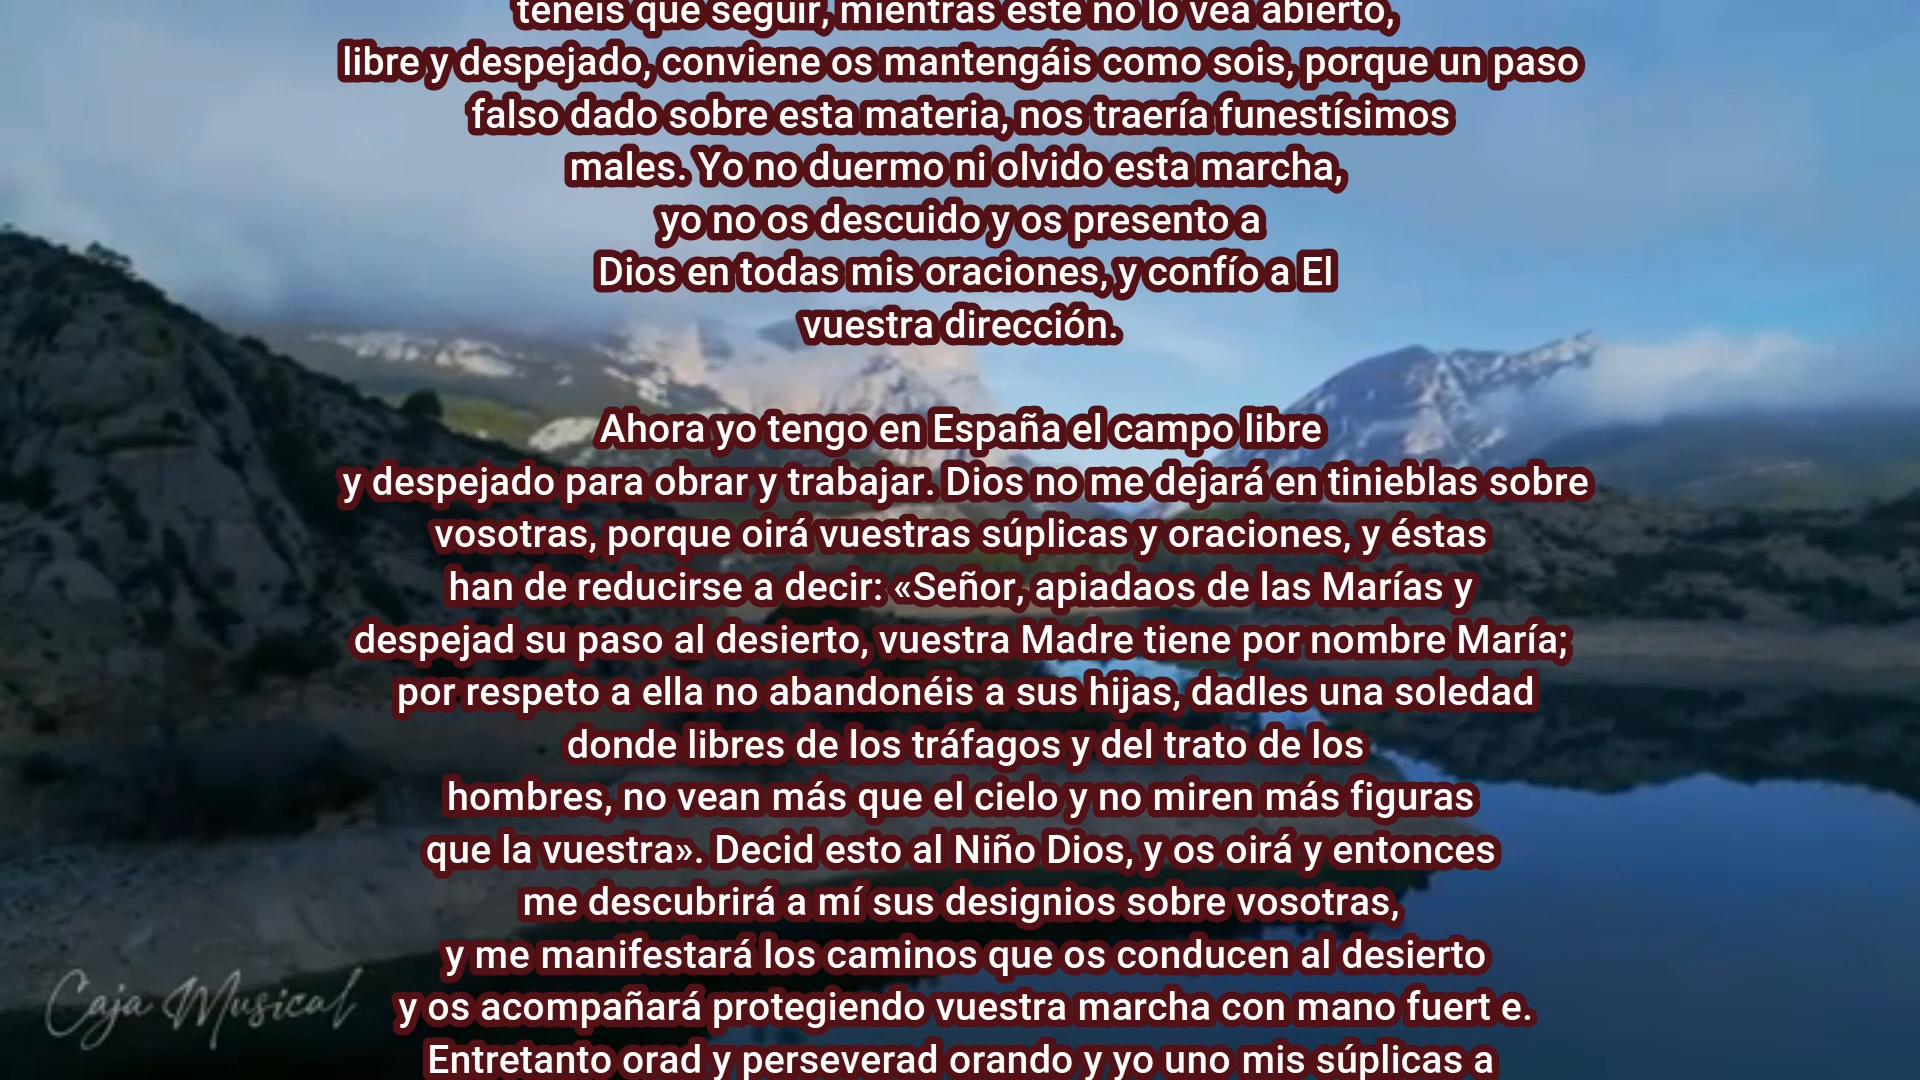 tenéis que seguir, mientras éste no lo vea abierto,
libre y despejado, conviene os mantengáis como sois, porque un paso
falso dado sobre esta materia, nos traería funestísimos
males. Yo no duermo ni olvido esta marcha,
yo no os descuido y os presento a
Dios en todas mis oraciones, y confío a El
vuestra dirección.
Ahora yo tengo en España el campo libre
y despejado para obrar y trabajar. Dios no me dejará en tinieblas sobre
vosotras, porque oirá vuestras súplicas y oraciones, y éstas
han de reducirse a decir: «Señor, apiadaos de las Marías y
despejad su paso al desierto, vuestra Madre tiene por nombre María;
por respeto a ella no abandonéis a sus hijas, dadles una soledad
donde libres de los tráfagos y del trato de los
hombres, no vean más que el cielo y no miren más figuras
que la vuestra». Decid esto al Niño Dios, y os oirá y entonces
me descubrirá a mí sus designios sobre vosotras,
y me manifestará los caminos que os conducen al desierto
y os acompañará protegiendo vuestra marcha con mano fuert e.
Entretanto orad y perseverad orando y yo uno mis súplicas a
Caja Musical